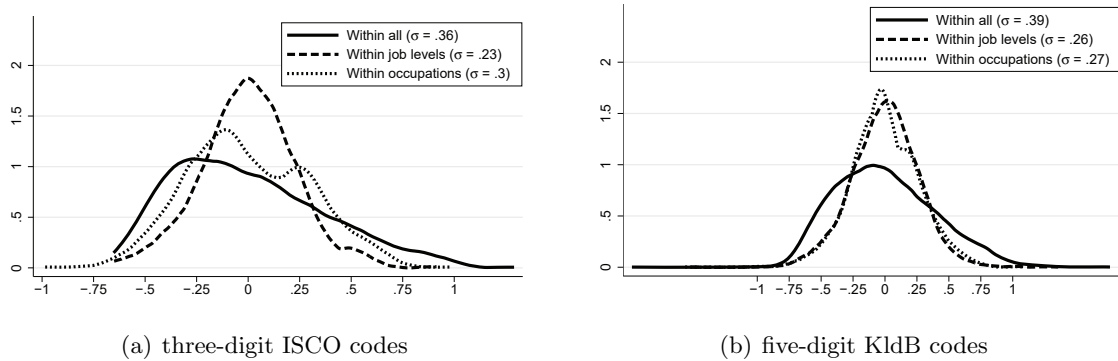 Within all (σ = .36)
Within job levels (σ = .23)
Within occupations (σ = .3)
2
1.5
1
.5
0
−1 −.75 −.5 −.25 0 .25 .5 .75 1
(a) three-digit ISCO codes
Within all (σ = .39)
Within job levels (σ = .26)
Within occupations (σ = .27)
2
1.5
1
.5
0
−1 −.75 −.5 −.25 0 .25 .5 .75 1
(b) five-digit KldB codes